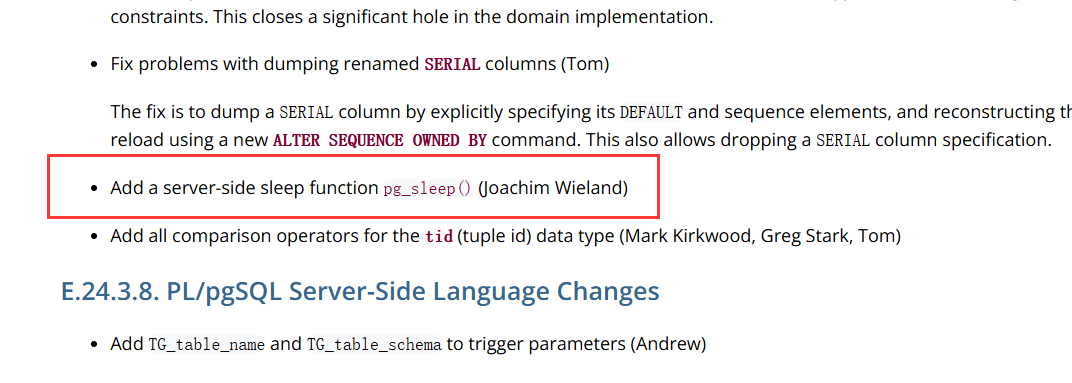 constraints. This closes a significant hole in the domain implementation.
Fix problems with dumping renamed SERIAL columns (Tom)
The fix is to dump a SERIAL column by explicitly specifying its DEFAULT and sequence elements, and reconstructing
reload using a new ALTER SEQUENCE OWNED BY command. This also allows dropping a SERIAL column specification.
Add a server-side sleep function pg_sleep() (Joachim Wieland)
Add all comparison operators for the tid (tuple id) data type (Mark Kirkwood, Greg Stark, Tom)
E.24.3.8. PL/pgSQL Server-Side Language Changes
Add TG_table_name and TG_table_schema to trigger parameters (Andrew)